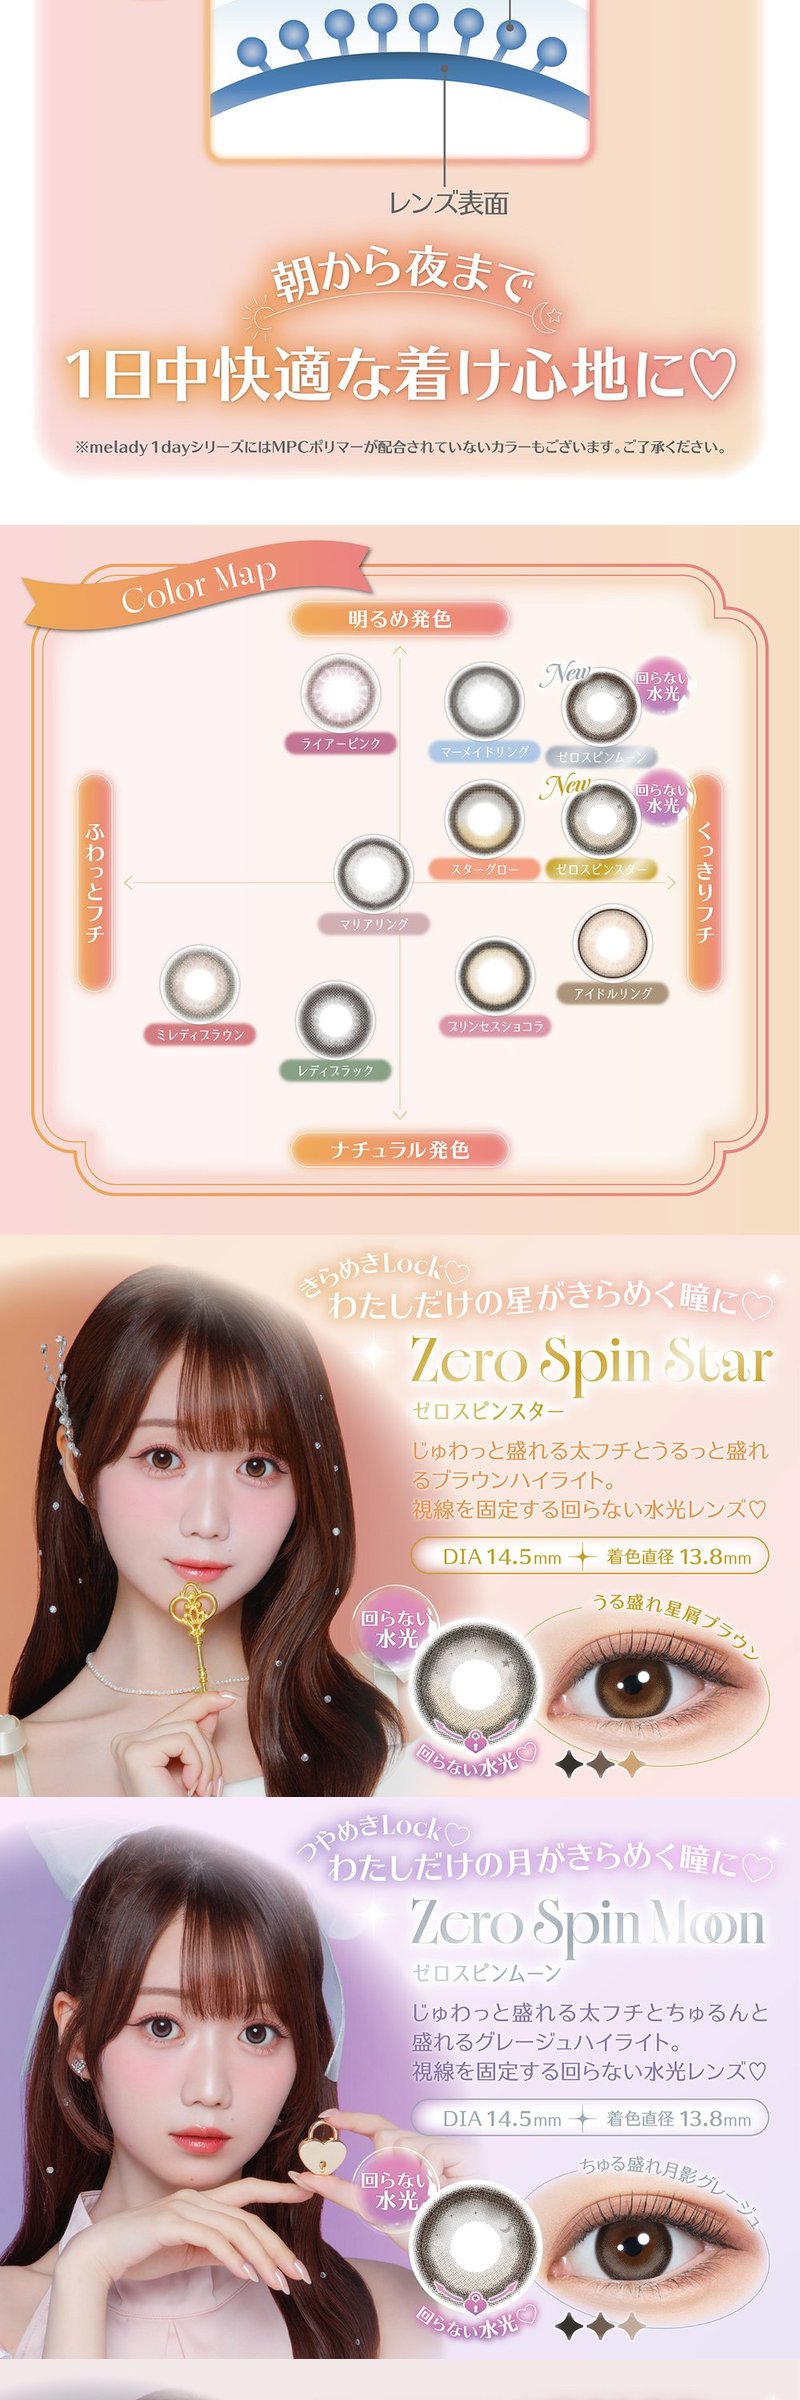 レンズ表面
朝から夜まで
1日中快適な着け心地に♡
※melady 1dayシリーズにはMPCポリマーが配合されていないカラーもございます。ご了承ください。
Color Map
明るめ発色
ライアーピンク
マーメイドリング
New
回らない
水光
ゼロスピンムーン
New
回らない
水光
スターグロー
ゼロスピンスター
ふわっとフチ
くっきりフチ
マリアリング
アイドルリング
ミレディブラウン
プリンセスショコラ
レディブラック
ナチュラル発色
きらめきLock♡
わたしだけの星がきらめく瞳に♡
Zero Spin Star
ゼロスピンスター
じゅわっと盛れる太フチとうるっと盛れ
るブラウンハイライト。
視線を固定する回らない水光レンズ♡
DIA 14.5mm 着色直径 13.8mm
回らない
水光
うる盛れ星屑ブラウン
回らない水光♡
つやめきLock♡
わたしだけの月がきらめく瞳に♡
Zero Spin Moon
ゼロスピンムーン
じゅわっと盛れる太フチとちゅるんと
盛れるグレージュハイライト。
視線を固定する回らない水光レンズ♡
DIA 14.5mm 着色直径 13.8mm
回らない
水光
ちゅる盛れ月影グレージュ
回らない水光♡